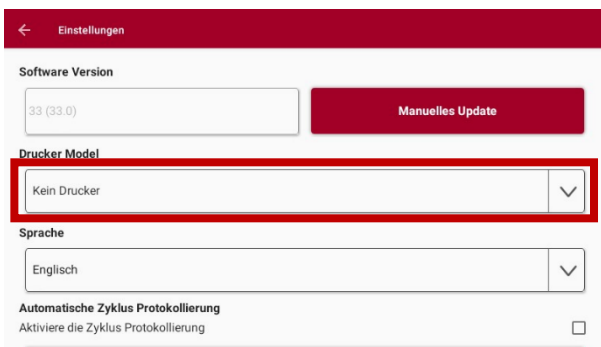 Einstellungen
Software Version
33 (33.0)
Manuelles Update
Drucker Model
Kein Drucker
Sprache
Englisch
Automatische Zyklus Protokollierung
Aktiviere die Zyklus Protokollierung